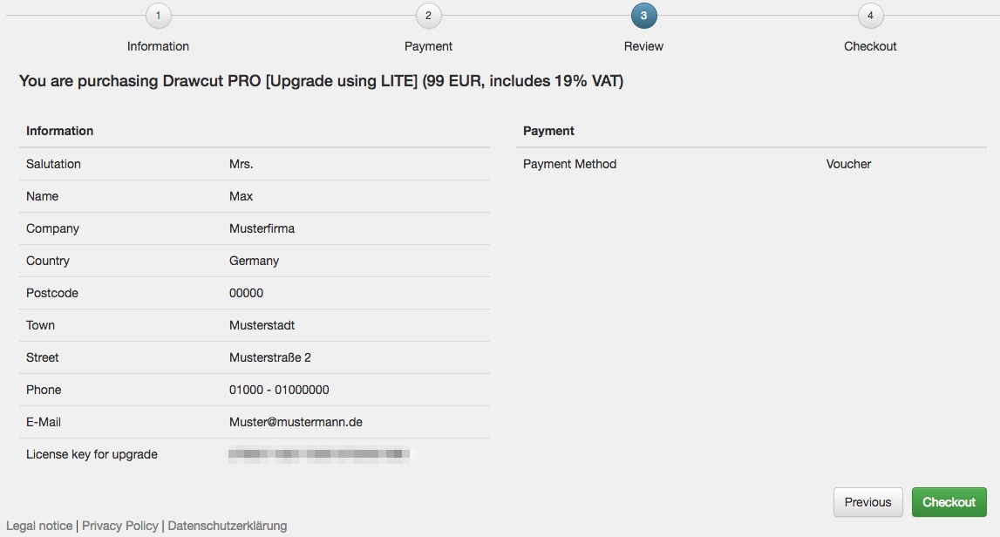 1 2 3 4
Information Payment Review Checkout
You are purchasing Drawcut PRO [Upgrade using LITE] (99 EUR, includes 19% VAT)
Information
Salutation Mrs.
Name Max
Company Musterfirma
Country Germany
Postcode 00000
Town Musterstadt
Street Musterstraße 2
Phone 01000 - 01000000
E-Mail Muster@mustermann.de
License key for upgrade
Payment
Payment Method Voucher
Previous Checkout
Legal notice | Privacy Policy | Datenschutzerklärung